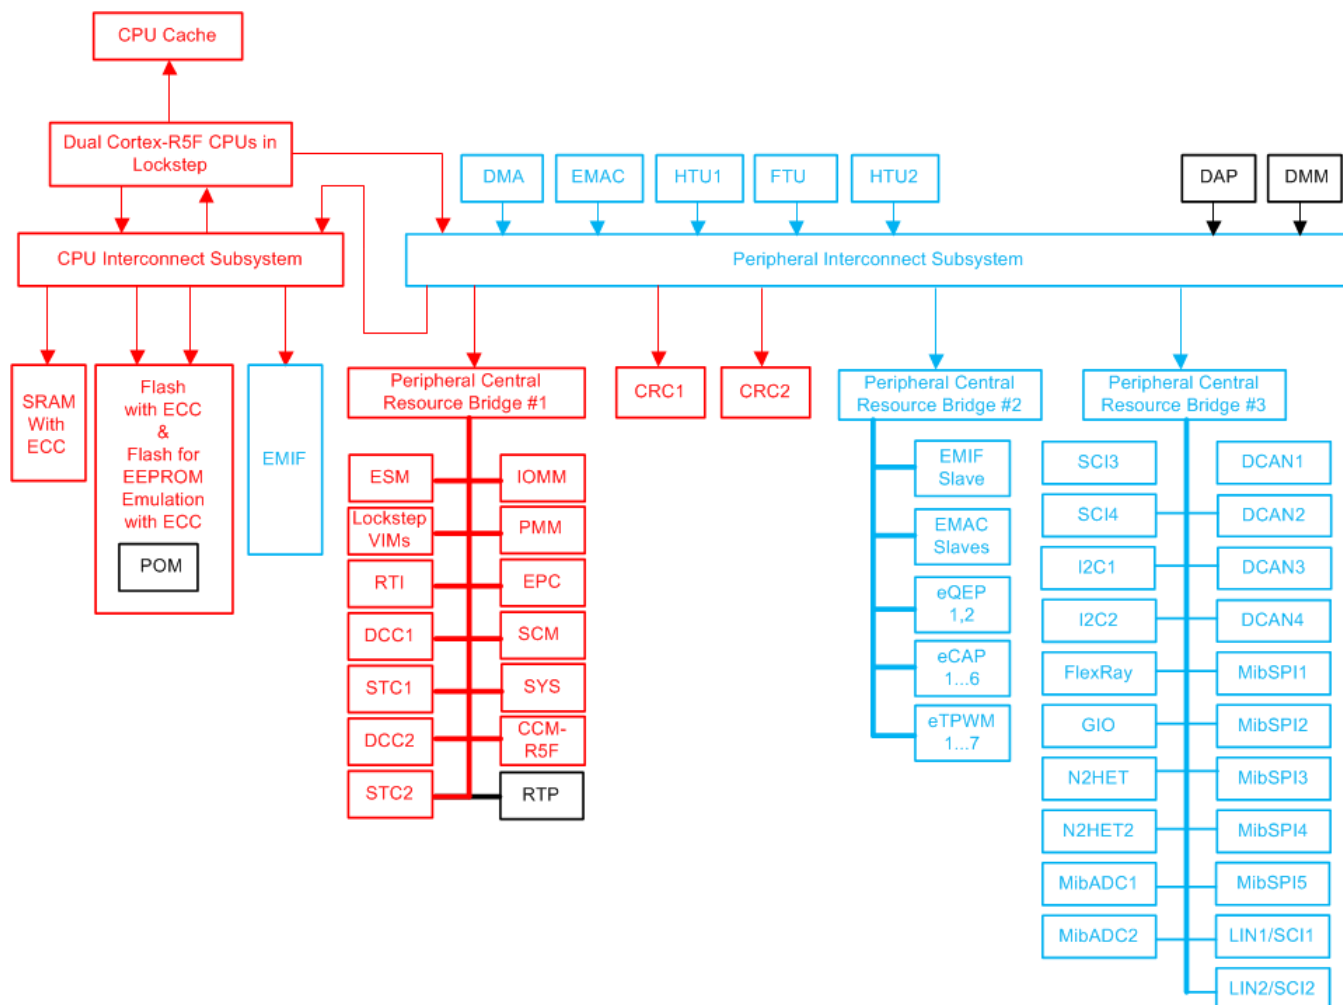 CPU Cache
Dual Cortex-R5F CPUs in
Lockstep
DMA
EMAC
HTU1
FTU
HTU2
DAP
DMM
CPU Interconnect Subsystem
Peripheral Interconnect Subsystem
SRAM
With
ECC
Flash
with ECC
&
Flash for
EEPROM
Emulation
with ECC
POM
EMIF
Peripheral Central
Resource Bridge #1
CRC1
CRC2
Peripheral Central
Resource Bridge #2
Peripheral Central
Resource Bridge #3
ESM
IOMM
Lockstep
VIMs
PMM
RTI
EPC
DCC1
SCM
STC1
SYS
DCC2
CCM-
R5F
STC2
RTP
EMIF
Slave
EMAC
Slaves
eQEP
1,2
eCAP
1...6
eTPWM
1...7
SCI3
DCAN1
SCI4
DCAN2
I2C1
DCAN3
I2C2
DCAN4
FlexRay
MibSPI1
GIO
MibSPI2
N2HET
MibSPI3
N2HET2
MibSPI4
MibADC1
MibSPI5
MibADC2
LIN1/SCI1
LIN2/SCI2